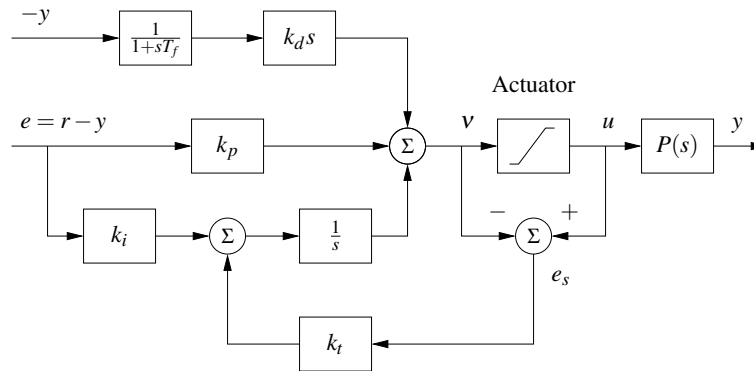 −y
1
1+sT_f
k_d s
Actuator
e = r − y
k_p
Σ
ν
u
P(s)
y
−
+
k_i
Σ
1
s
Σ
e_s
k_t